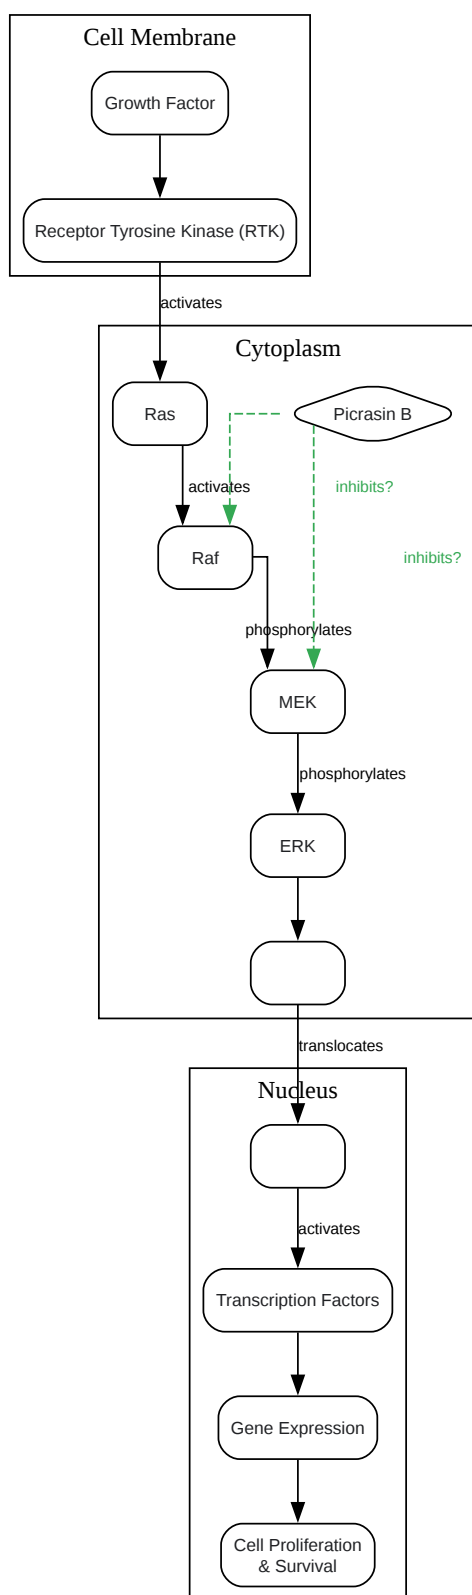 Cell Membrane
Growth Factor
Receptor Tyrosine Kinase (RTK)
activates
Cytoplasm
Ras
Picrasin B
activates
inhibits?
Raf
inhibits?
phosphorylates
MEK
phosphorylates
ERK
translocates
Nucleus
activates
Transcription Factors
Gene Expression
Cell Proliferation
& Survival